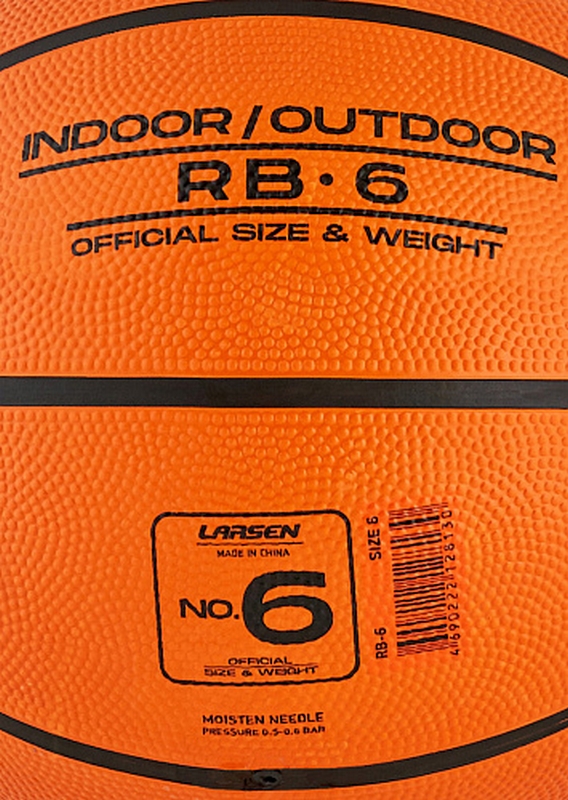 INDOOR/OUTDOOR
RB·6
OFFICIAL SIZE & WEIGHT
LARSEN
MADE IN CHINA
NO.6
OFFICIAL
SIZE & WEIGHT
SIZE 6
RB-6
4690222128130
MOISTEN NEEDLE
PRESSURE 0.5-0.6 BAR